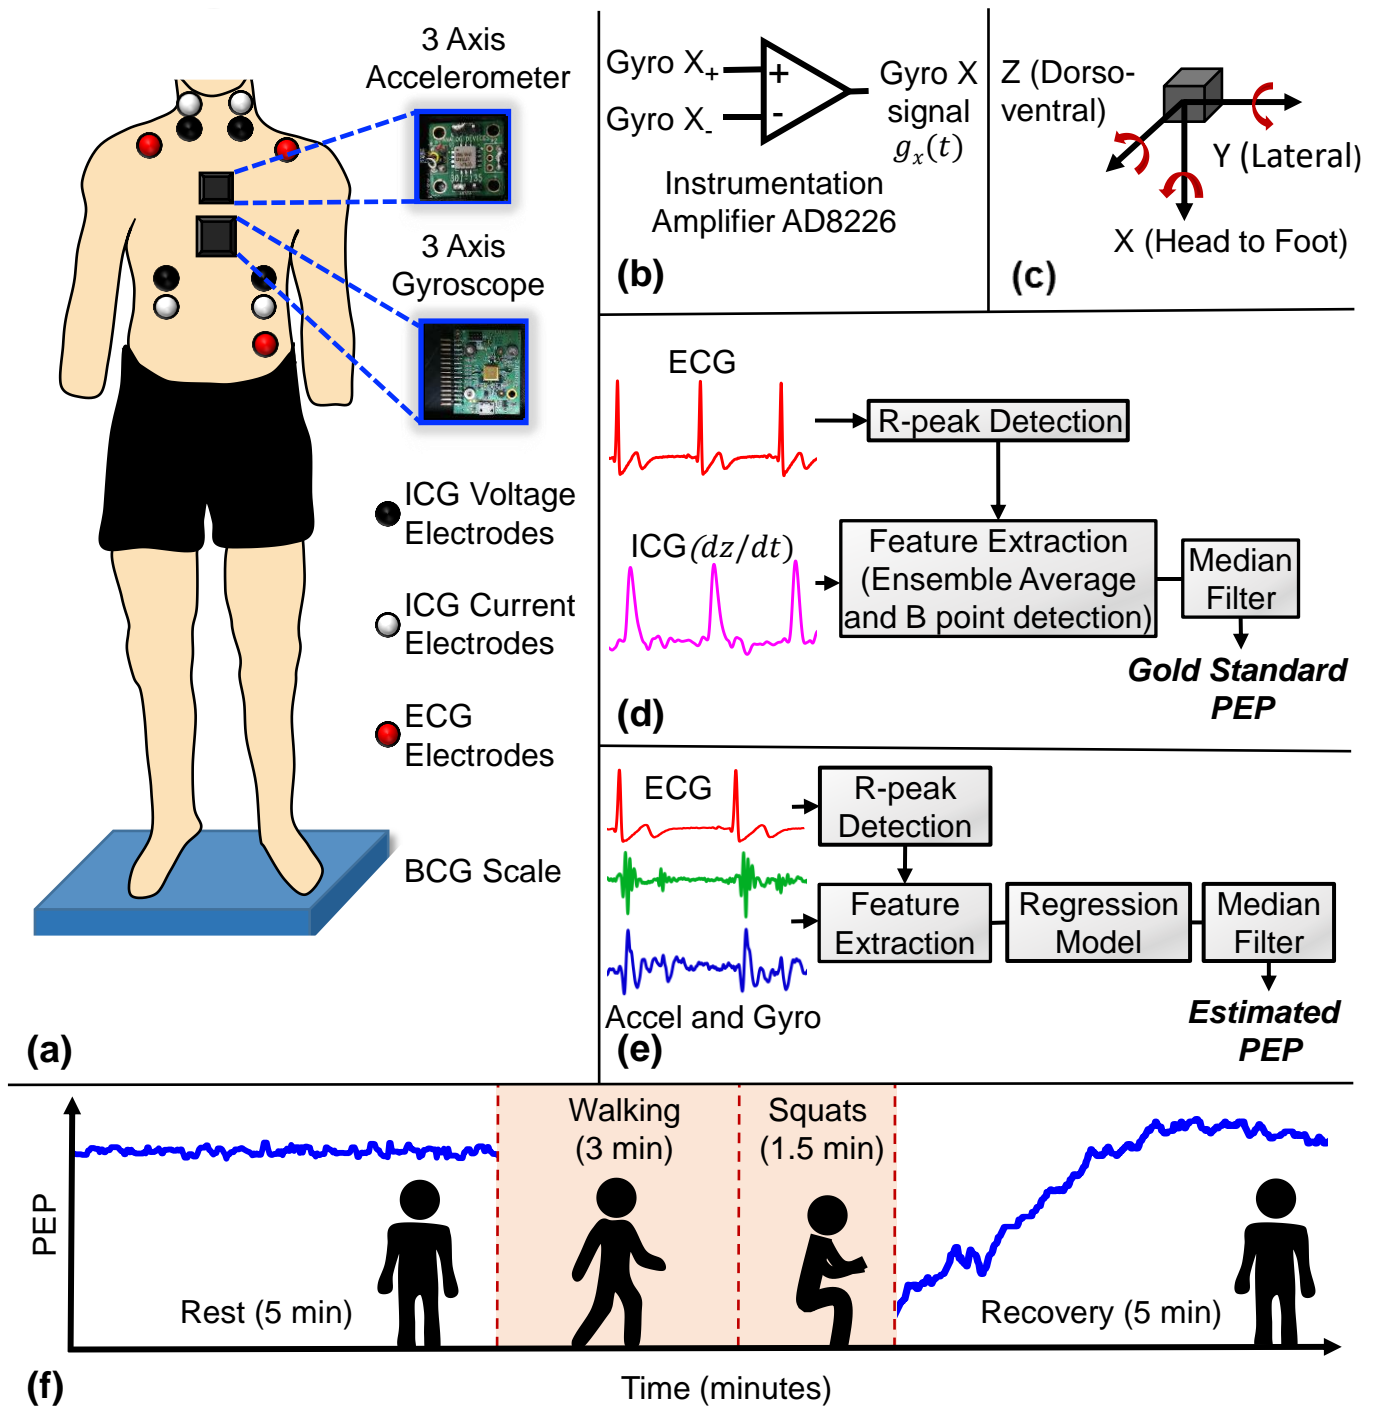 3 Axis
Accelerometer
3 Axis
Gyroscope
ICG Voltage
Electrodes
ICG Current
Electrodes
ECG
Electrodes
BCG Scale
(a)
Gyro X+
Gyro X-
+
-
Gyro X
signal
gx(t)
Instrumentation
Amplifier AD8226
(b)
Z (Dorso-
ventral)
Y (Lateral)
X (Head to Foot)
(c)
ECG
R-peak Detection
ICG(dz/dt)
Feature Extraction
(Ensemble Average
and B point detection)
Median
Filter
Gold Standard
PEP
(d)
ECG
R-peak
Detection
Feature
Extraction
Regression
Model
Median
Filter
Accel and Gyro
Estimated
PEP
(e)
PEP
Rest (5 min)
Walking
(3 min)
Squats
(1.5 min)
Recovery (5 min)
Time (minutes)
(f)